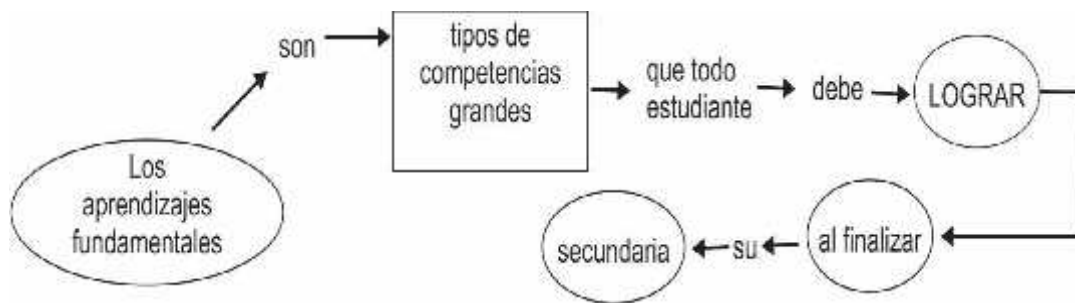 Los
aprendizajes
fundamentales
son
tipos de
competencias
grandes
que todo
estudiante
debe
LOGRAR
al finalizar
su
secundaria